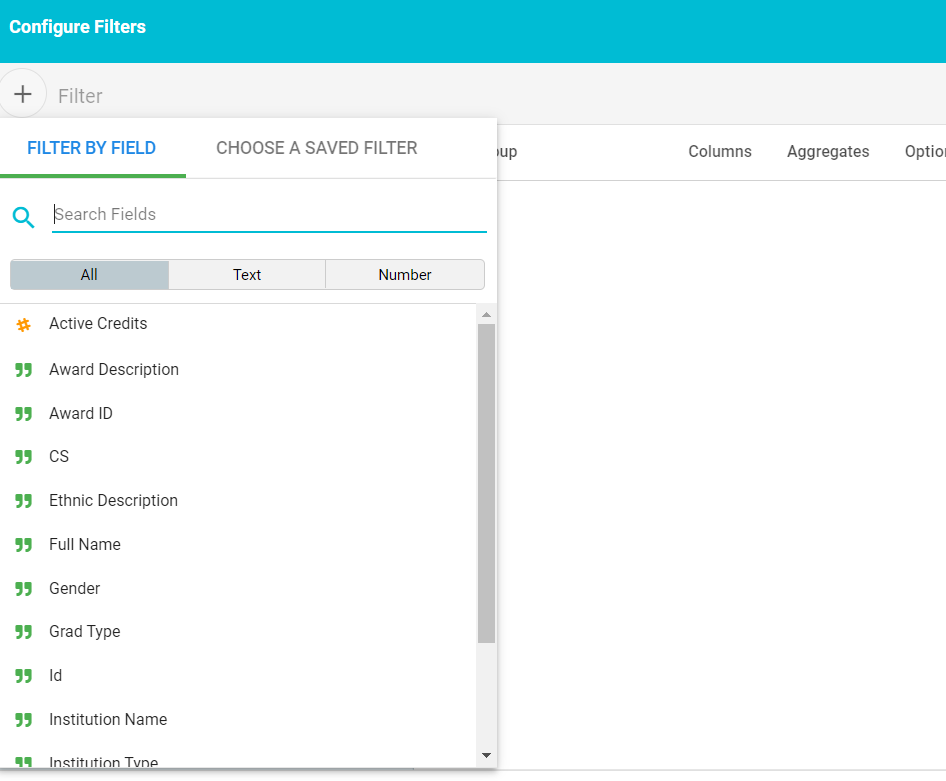 Configure Filters
Filter
FILTER BY FIELD CHOOSE A SAVED FILTER
oup Columns Aggregates Option
Search Fields
All Text Number
Active Credits
Award Description
Award ID
CS
Ethnic Description
Full Name
Gender
Grad Type
Id
Institution Name
Institution Type